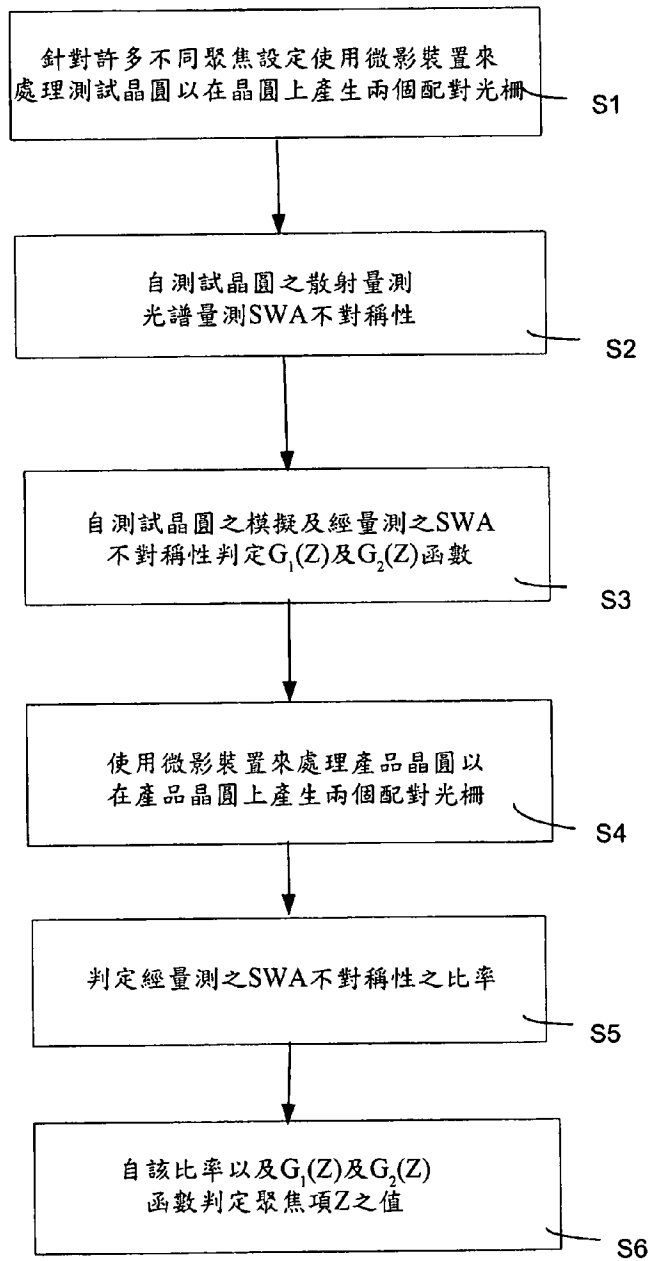 針對許多不同聚焦設定使用微影裝置來
處理測試晶圓以在晶圓上產生兩個配對光柵
S1
自測試晶圓之散射量測
光譜量測SWA不對稱性
S2
自測試晶圓之模擬及經量測之SWA
不對稱性判定G₁(Z)及G₂(Z)函數
S3
使用微影裝置來處理產品晶圓以
在產品晶圓上產生兩個配對光柵
S4
判定經量測之SWA不對稱性之比率
S5
自該比率以及G₁(Z)及G₂(Z)
函數判定聚焦項Z之值
S6